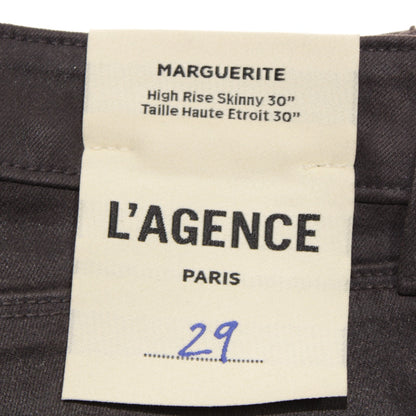 MARGUERITE
High Rise Skinny 30"
Taille Haute Etroit 30"
L'AGENCE
PARIS
29